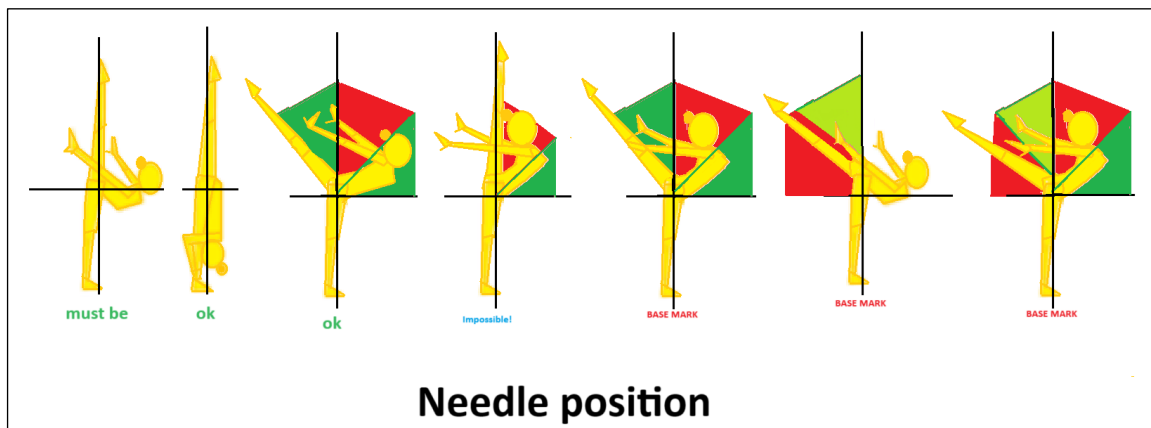 must be
ok
ok
Impossible!
BASE MARK
BASE MARK
BASE MARK
Needle position